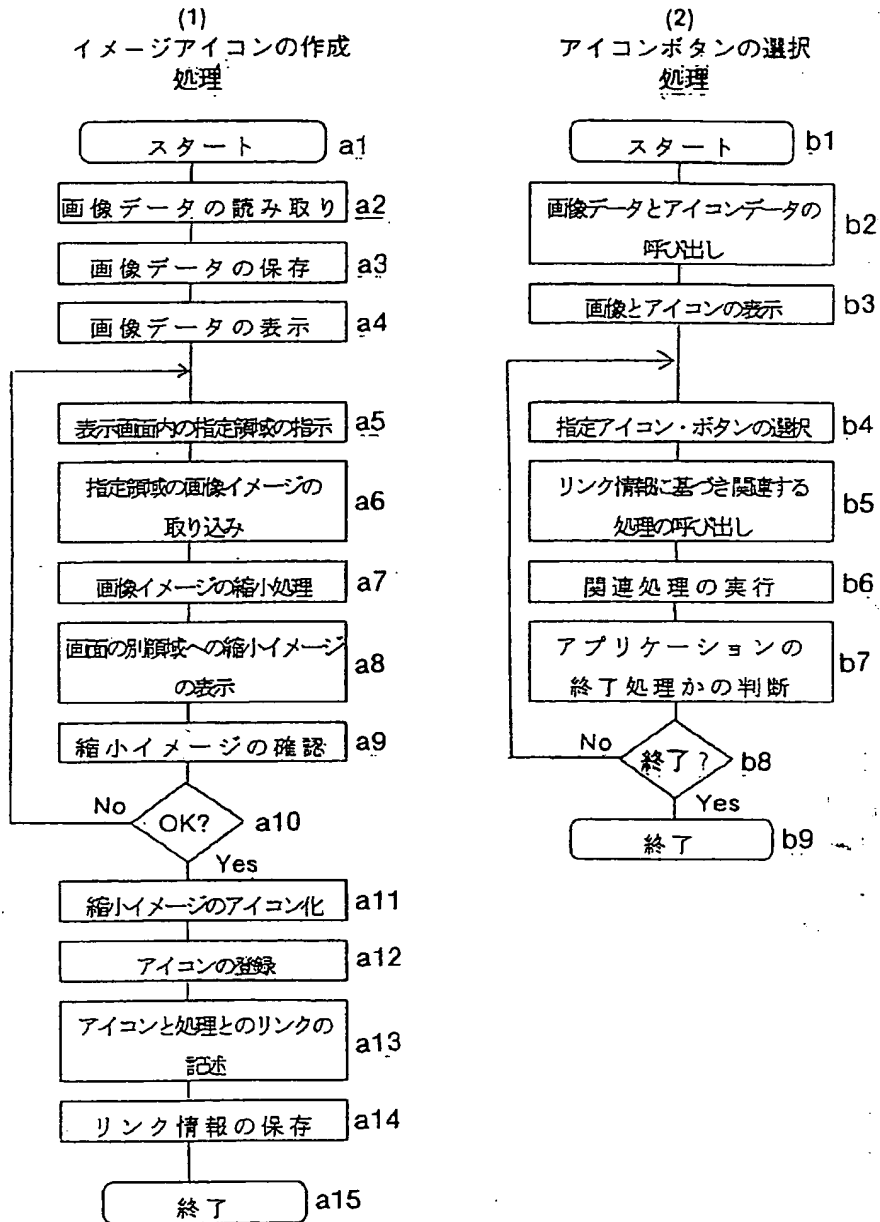 (1)
イメージアイコンの作成
処理
スタート a1
画像データの読み取り a2
画像データの保存 a3
画像データの表示 a4
表示画面内の指定領域の指示 a5
指定領域の画像イメージの
取り込み
a6
画像イメージの縮小処理 a7
画面の別領域への縮小イメージ
の表示
a8
縮小イメージの確認 a9
No
OK? a10
Yes
縮小イメージのアイコン化 a11
アイコンの登録 a12
アイコンと処理とのリンクの
記述
a13
リンク情報の保存 a14
終了 a15
(2)
アイコンボタンの選択
処理
スタート b1
画像データとアイコンデータの
呼び出し
b2
画像とアイコンの表示 b3
指定アイコン・ボタンの選択 b4
リンク情報に基づき関連する
処理の呼び出し
b5
関連処理の実行 b6
アプリケーションの
終了処理かの判断
b7
No
終了? b8
Yes
終了 b9